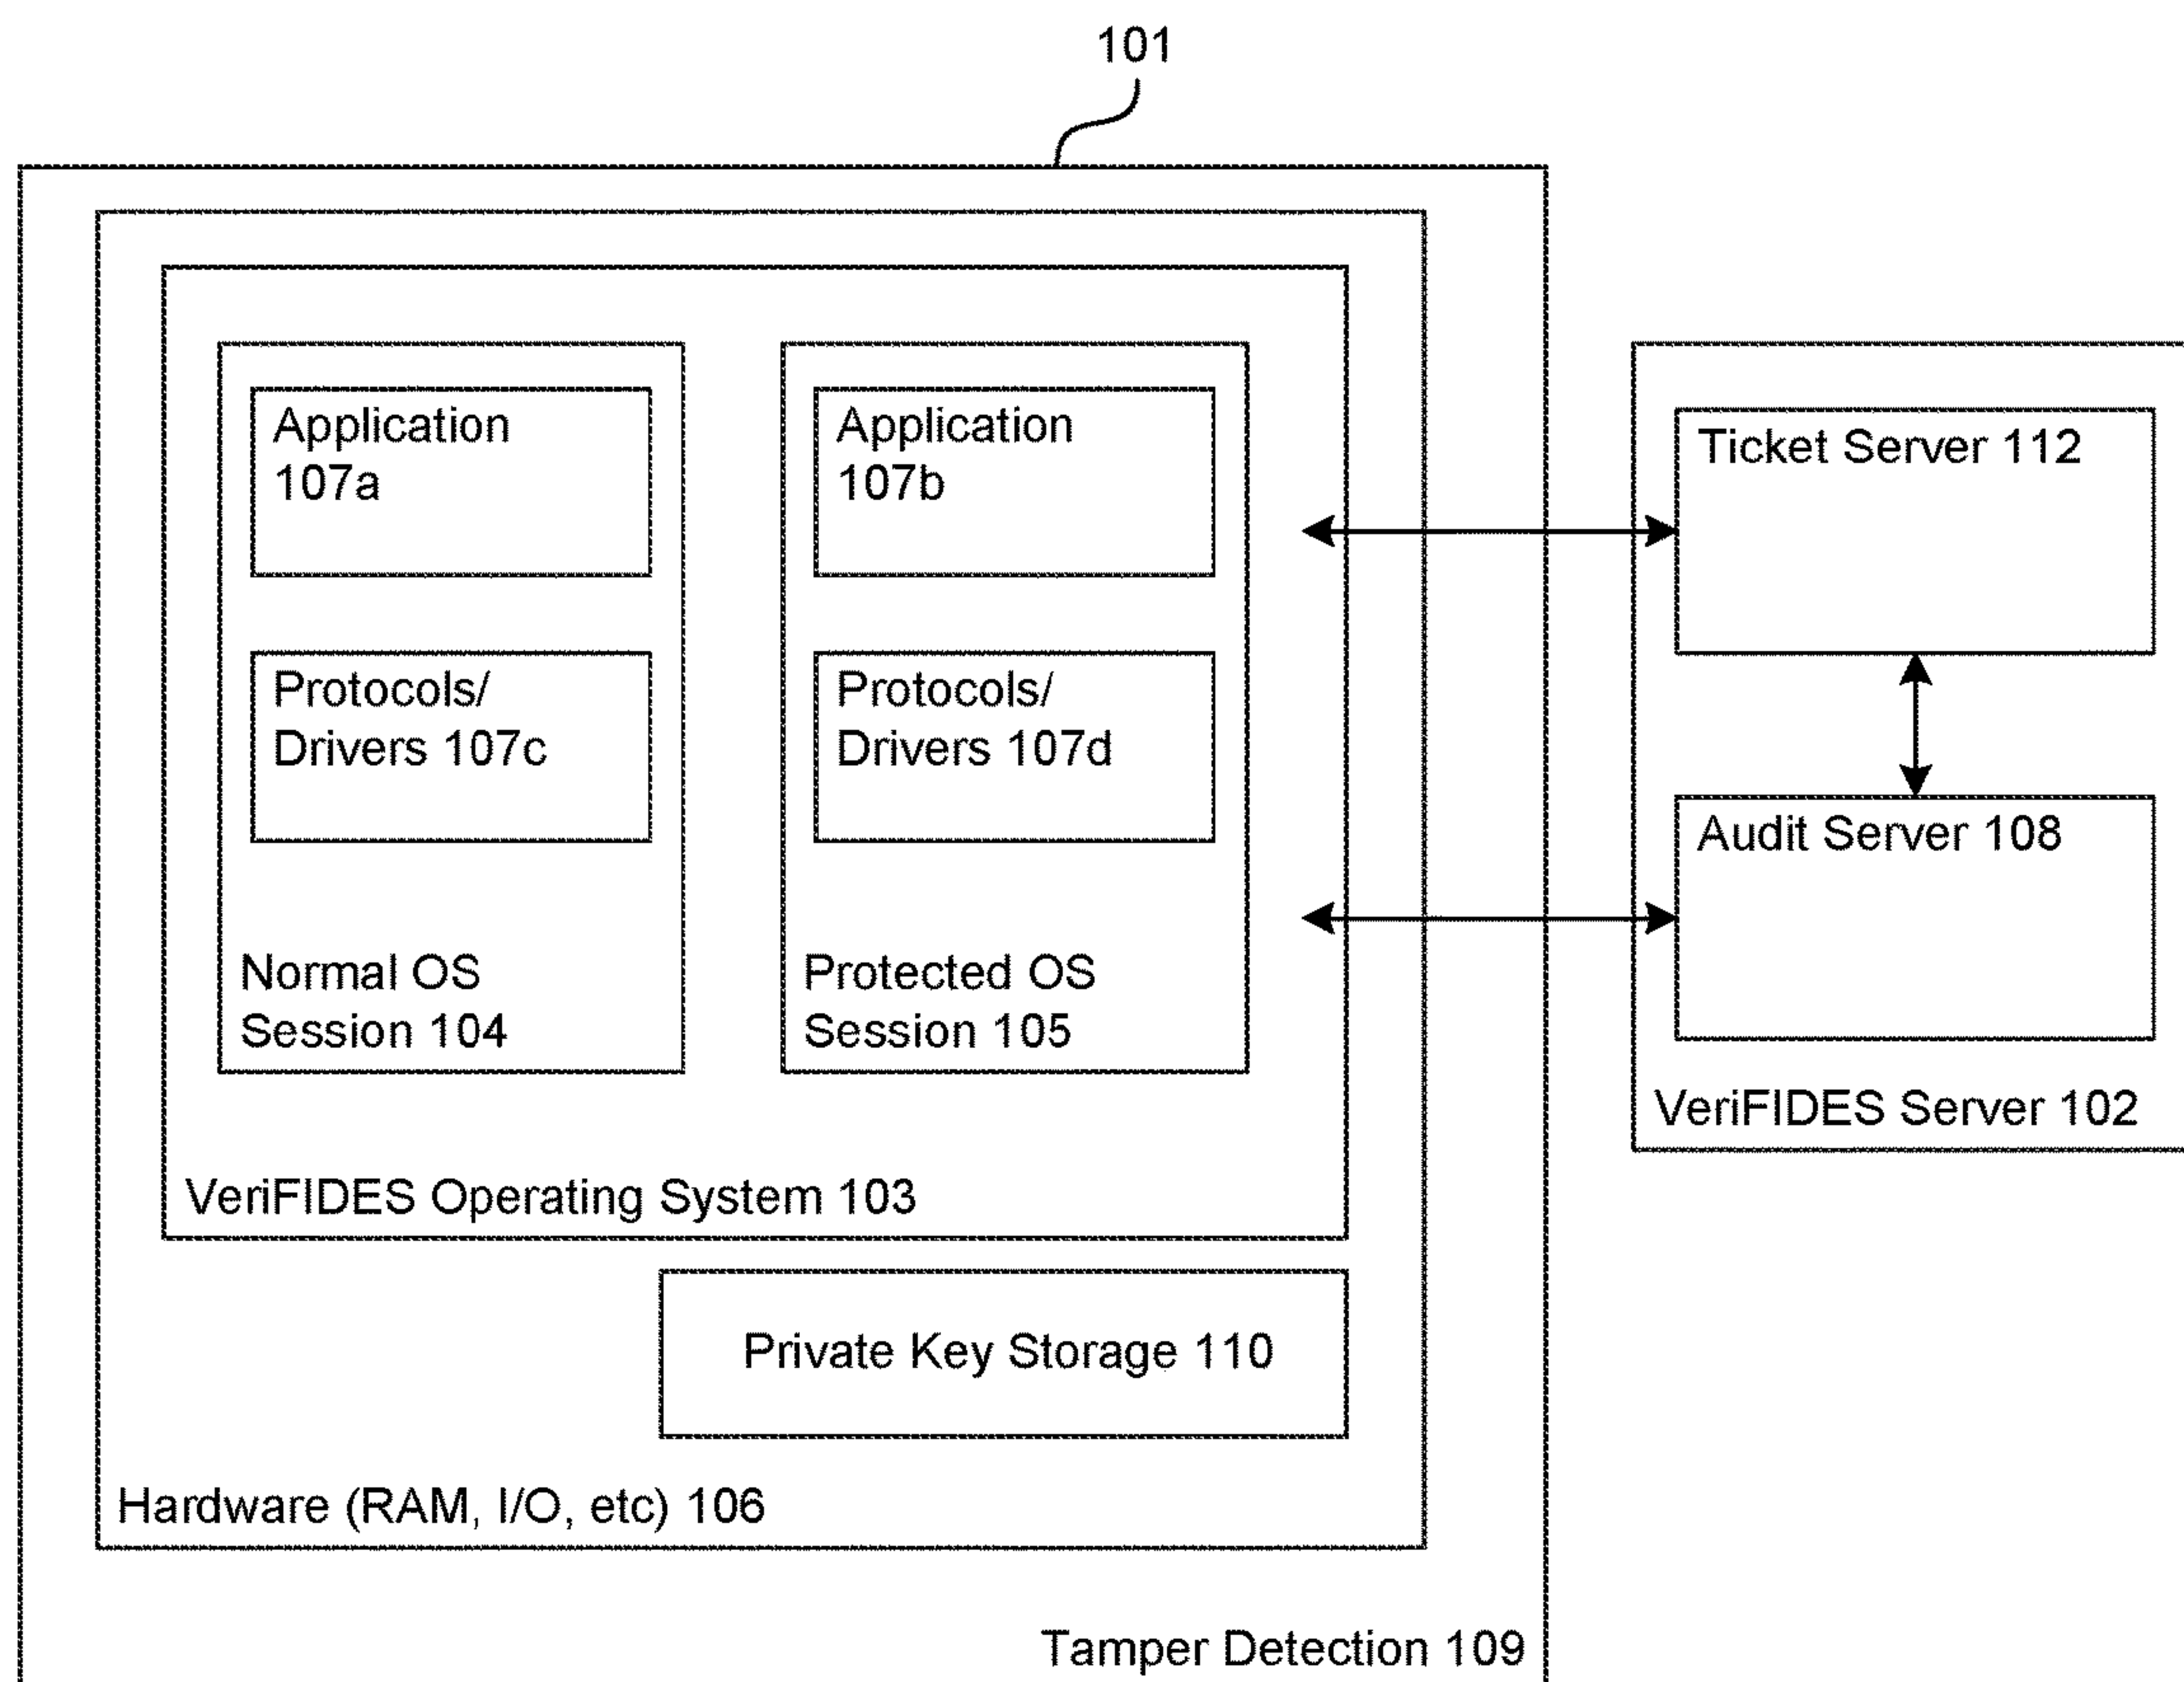 101
Application
107a
Protocols/
Drivers 107c
Normal OS
Session 104
Application
107b
Protocols/
Drivers 107d
Protected OS
Session 105
VeriFIDES Operating System 103
Private Key Storage 110
Hardware (RAM, I/O, etc) 106
Tamper Detection 109
Ticket Server 112
Audit Server 108
VeriFIDES Server 102